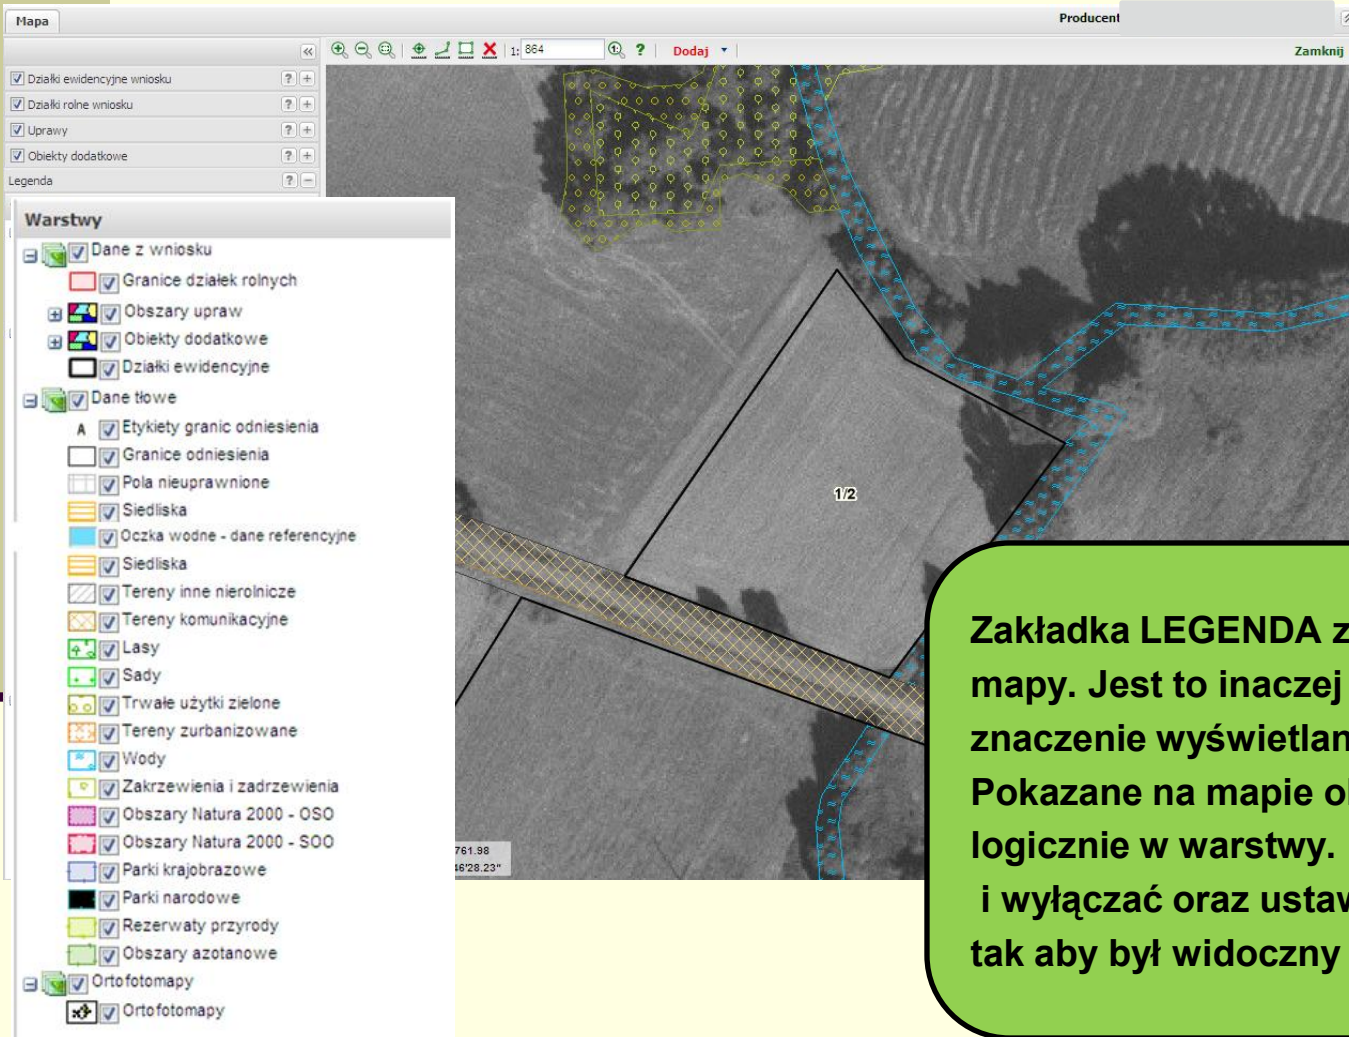 Mapa
Producent
1: 864
?
Dodaj
Zamknij
Działki ewidencyjne wniosku
Działki rolne wniosku
Uprawy
Obiekty dodatkowe
Legenda
Warstwy
Dane z wniosku
Granice działek rolnych
Obszary upraw
Obiekty dodatkowe
Działki ewidencyjne
Dane tłowe
A Etykiety granic odniesienia
Granice odniesienia
Pola nieuprawnione
Siedliska
Oczka wodne - dane referencyjne
Siedliska
Tereny inne nierolnicze
Tereny komunikacyjne
Lasy
Sady
Trwałe użytki zielone
Tereny zurbanizowane
Wody
Zakrzewienia i zadrzewienia
Obszary Natura 2000 - OSO
Obszary Natura 2000 - SOO
Parki krajobrazowe
Parki narodowe
Rezerwaty przyrody
Obszary azotanowe
Ortofotomapy
Ortofotomapy
1/2
761.98
46'28.23"
Zakładka LEGENDA z
mapy. Jest to inaczej
znaczenie wyświetlan
Pokazane na mapie o
logicznie w warstwy.
i wyłączać oraz ustaw
tak aby był widoczny